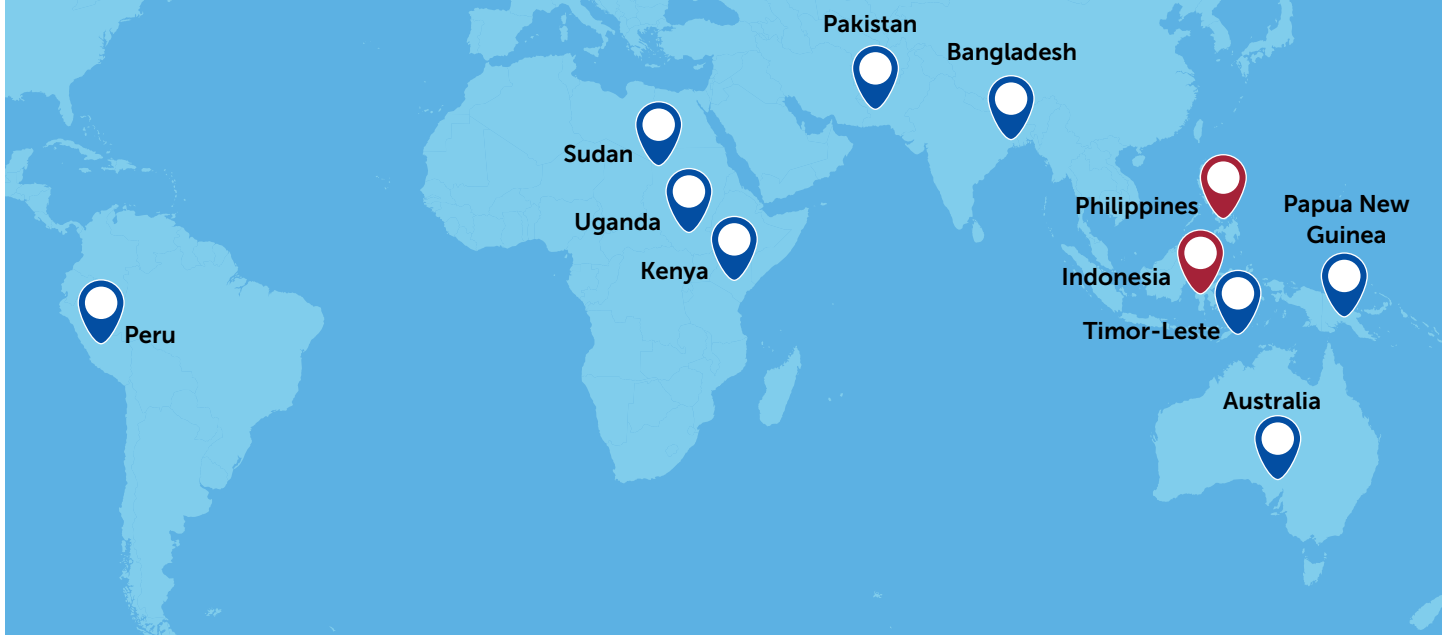 Pakistan
Bangladesh
Sudan
Philippines
Papua New
Guinea
Uganda
Kenya
Indonesia
Timor-Leste
Peru
Australia